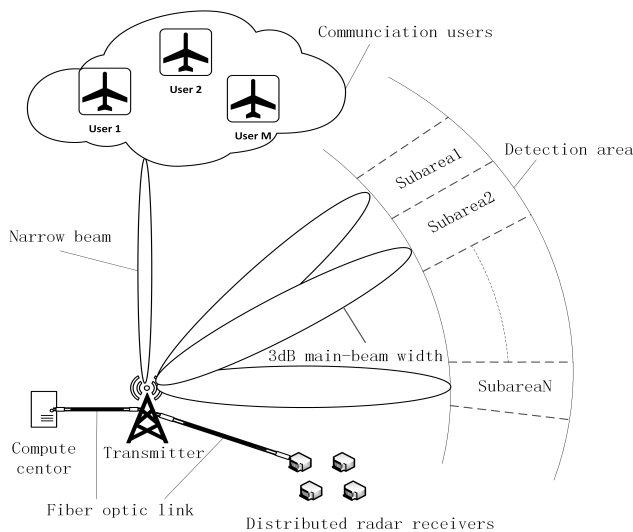 Communciation users
User 2
User 1
User M
Detection area
Subarea1
Subarea2
Narrow beam
3dB main-beam width
SubareaN
Compute
centor
Transmitter
Fiber optic link
Distributed radar receivers